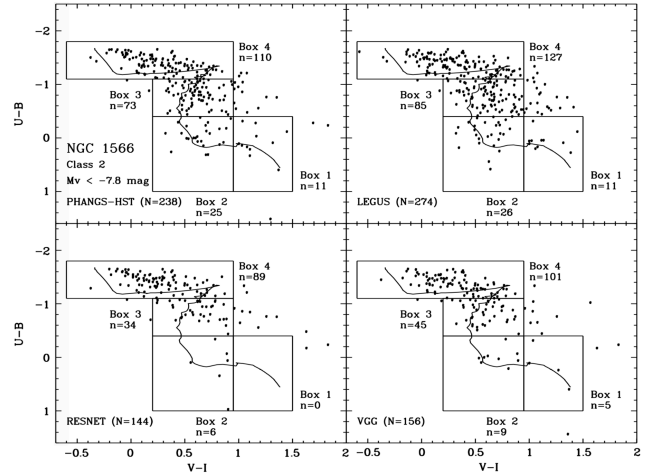 −2
−1
0
1
U−B
Box 4
n=110
Box 3
n=73
NGC 1566
Class 2
Mv < −7.8 mag
PHANGS−HST (N=238)
Box 2
n=25
Box 1
n=11
Box 4
n=127
Box 3
n=85
LEGUS (N=274)
Box 2
n=26
Box 1
n=11
−2
−1
0
1
U−B
Box 4
n=89
Box 3
n=34
RESNET (N=144)
Box 2
n=6
Box 1
n=0
Box 4
n=101
Box 3
n=45
VGG (N=156)
Box 2
n=9
Box 1
n=5
−0.5 0 0.5 1 1.5 −0.5 0 0.5 1 1.5 2
V−I V−I